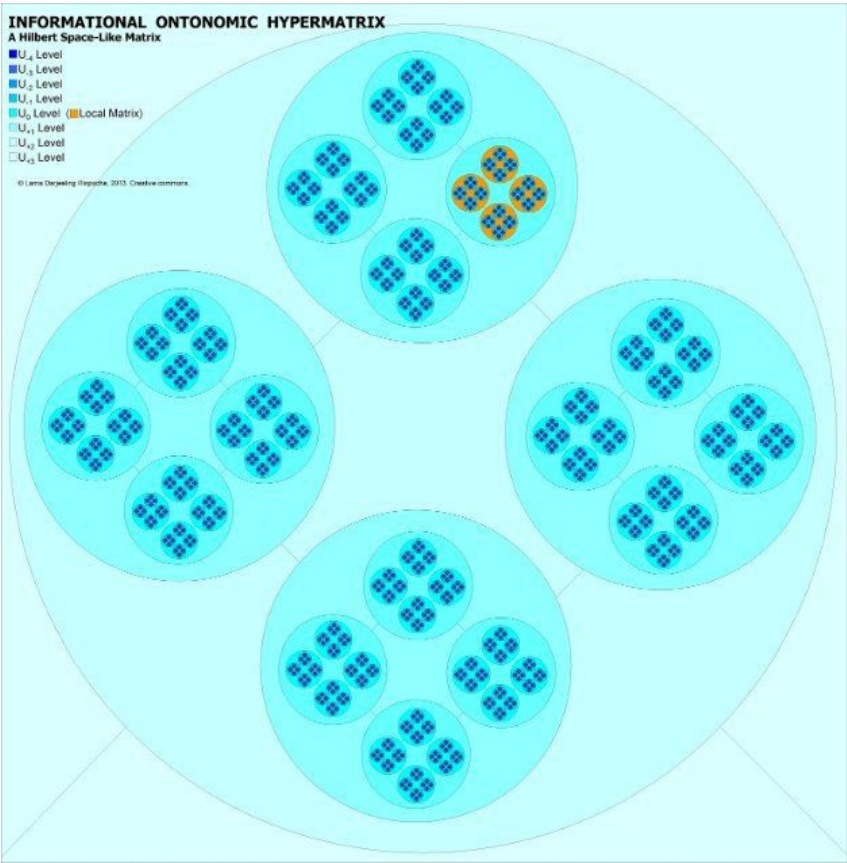 INFORMATIONAL ONTONOMIC HYPERMATRIX
A Hilbert Space-Like Matrix
U-4 Level
U-3 Level
U-2 Level
U-1 Level
U0 Level (Local Matrix)
U+1 Level
U+2 Level
U+3 Level
© Lama Darjeeling Rinpoche, 2013. Creative commons.